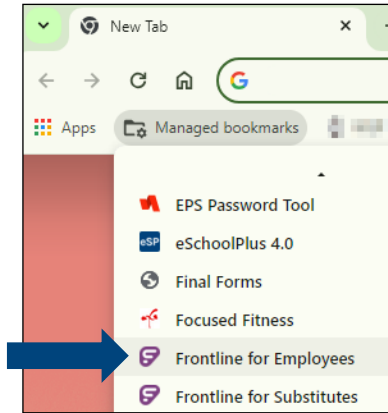 New Tab
G
Apps Managed bookmarks
EPS Password Tool
eSP eSchoolPlus 4.0
Final Forms
Focused Fitness
Frontline for Employees
Frontline for Substitutes